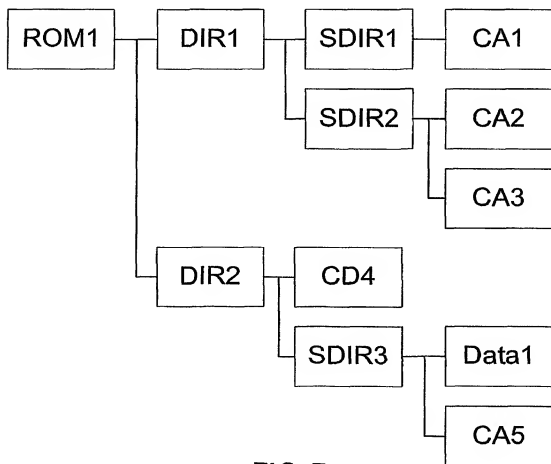 ROM1 DIR1 SDIR1 CA1
SDIR2 CA2
CA3
DIR2 CD4
SDIR3 Data1
CA5